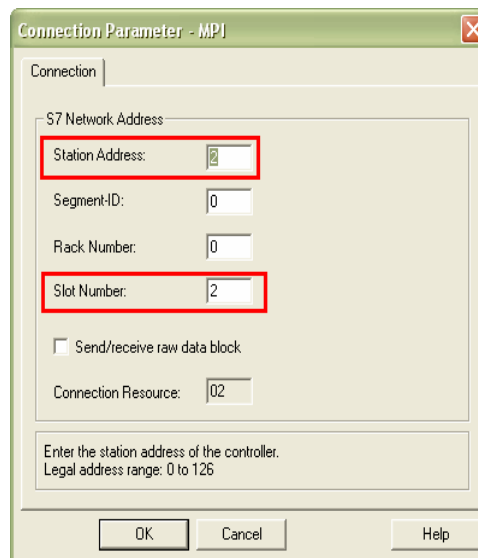 Connection Parameter - MPI
Connection
S7 Network Address
Station Address: 2
Segment-ID: 0
Rack Number: 0
Slot Number: 2
Send/receive raw data block
Connection Resource: 02
Enter the station address of the controller.
Legal address range: 0 to 126
OK Cancel Help